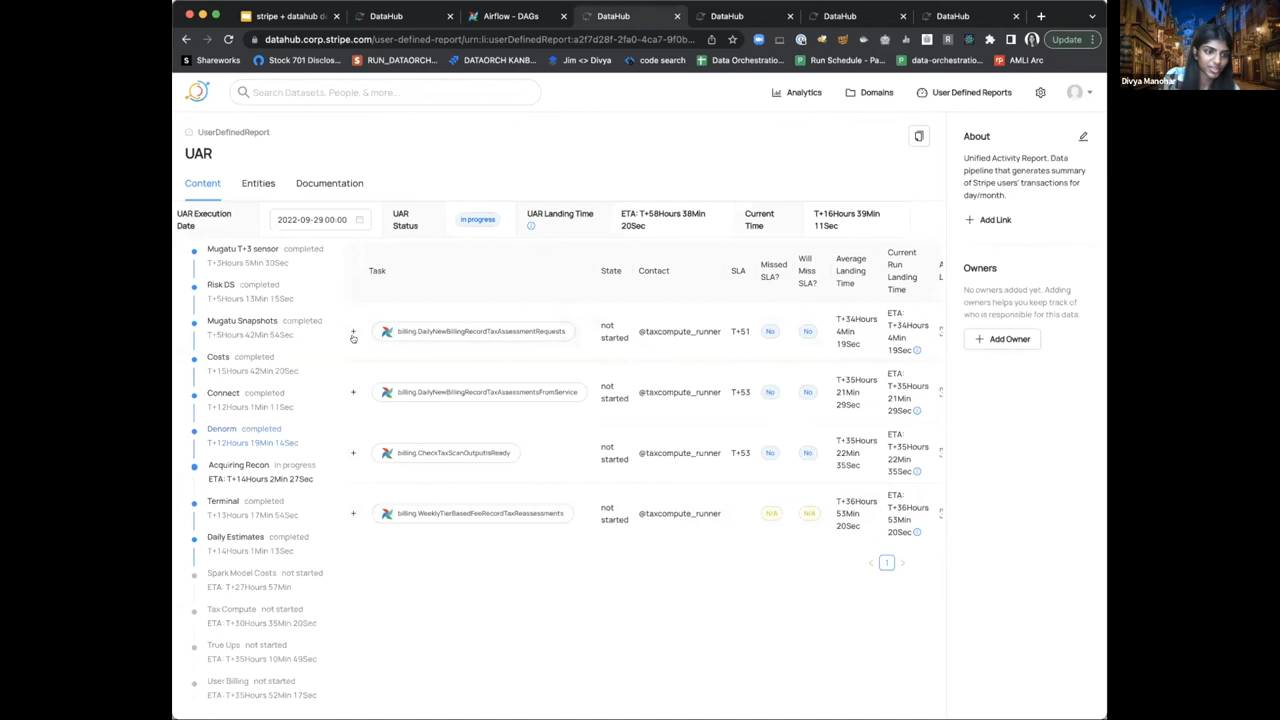 stripe + datahub d
DataHub
Airflow - DAGs
DataHub
DataHub
DataHub
DataHub
datahub.corp.stripe.com/user-defined-report/urn:li:userDefinedReport:a2f7d28f-2fa0-4ca7-9f0b...
Update
Shareworks
Stock 701 Disclos...
RUN_DATAORCH...
DATAORCH KANB...
Jim <> Divya
code search
Data Orchestratio...
Run Schedule - Pa...
data-orchestratio...
AMLI Arc
Divya Manohar
Search Datasets, People, & more...
Analytics
Domains
User Defined Reports
UserDefinedReport
UAR
Content
Entities
Documentation
UAR Execution Date
2022-09-29 00:00
UAR Status
in progress
UAR Landing Time
ETA: T+58Hours 38Min 20Sec
Current Time
T+16Hours 39Min 11Sec
Mugatu T+3 sensor completed
T+3Hours 5Min 30Sec
Risk DS completed
T+5Hours 13Min 15Sec
Mugatu Snapshots completed
T+5Hours 42Min 54Sec
Costs completed
T+15Hours 42Min 20Sec
Connect completed
T+12Hours 1Min 11Sec
Denorm completed
T+12Hours 19Min 14Sec
Acquiring Recon in progress
ETA: T+14Hours 2Min 27Sec
Terminal completed
T+13Hours 17Min 54Sec
Daily Estimates completed
T+14Hours 1Min 13Sec
Spark Model Costs not started
ETA: T+27Hours 57Min
Tax Compute not started
ETA: T+30Hours 35Min 20Sec
True Ups not started
ETA: T+35Hours 10Min 49Sec
User Billing not started
ETA: T+35Hours 52Min 17Sec
Task
State
Contact
SLA
Missed SLA?
Will Miss SLA?
Average Landing Time
Current Run Landing Time
+ billing.DailyNewBillingRecordTaxAssessmentRequests
not started
@taxcompute_runner
T+51
No
No
T+34Hours 4Min 19Sec
ETA: T+34Hours 4Min 19Sec
+ billing.DailyNewBillingRecordTaxAssessmentsFromService
not started
@taxcompute_runner
T+53
No
No
T+35Hours 21Min 29Sec
ETA: T+35Hours 21Min 29Sec
+ billing.CheckTaxScanOutputIsReady
not started
@taxcompute_runner
T+53
No
No
T+35Hours 22Min 35Sec
ETA: T+35Hours 22Min 35Sec
+ billing.WeeklyTierBasedFeeRecordTaxReassessments
not started
@taxcompute_runner
N/A
N/A
T+36Hours 53Min 20Sec
ETA: T+36Hours 53Min 20Sec
< 1 >
About
Unified Activity Report. Data
pipeline that generates summary
of Stripe users' transactions for
day/month.
+ Add Link
Owners
No owners added yet. Adding
owners helps you keep track of
who is responsible for this data.
+ Add Owner